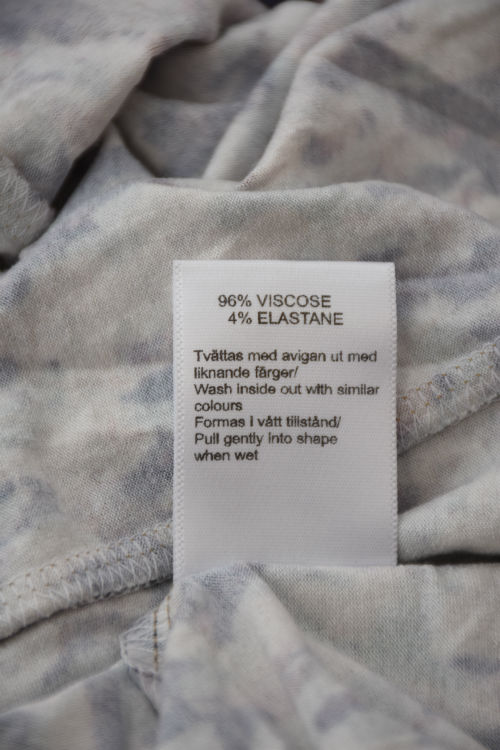 96% VISCOSE
4% ELASTANE
Tvättas med avigan ut med
liknande färger/
Wash inside out with similar
colours
Formas i vått tillstånd/
Pull gently into shape
when wet